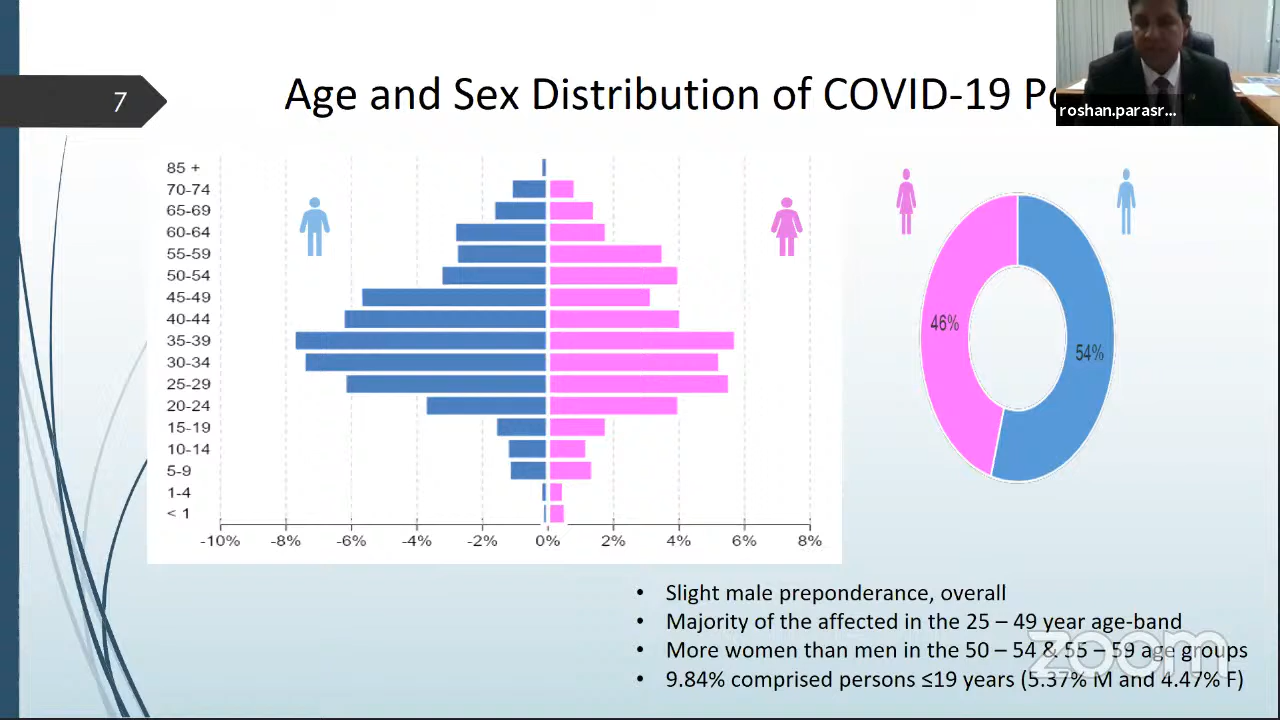 7
Age and Sex Distribution of COVID-19
roshan.parasr...
85 +
70-74
65-69
60-64
55-59
50-54
45-49
40-44
35-39
30-34
25-29
20-24
15-19
10-14
5-9
1-4
< 1
-10% -8% -6% -4% -2% 0% 2% 4% 6% 8%
46%
54%
• Slight male preponderance, overall
• Majority of the affected in the 25 – 49 year age-band
• More women than men in the 50 – 54 & 55 – 59 age groups
• 9.84% comprised persons ≤19 years (5.37% M and 4.47% F)
zoom